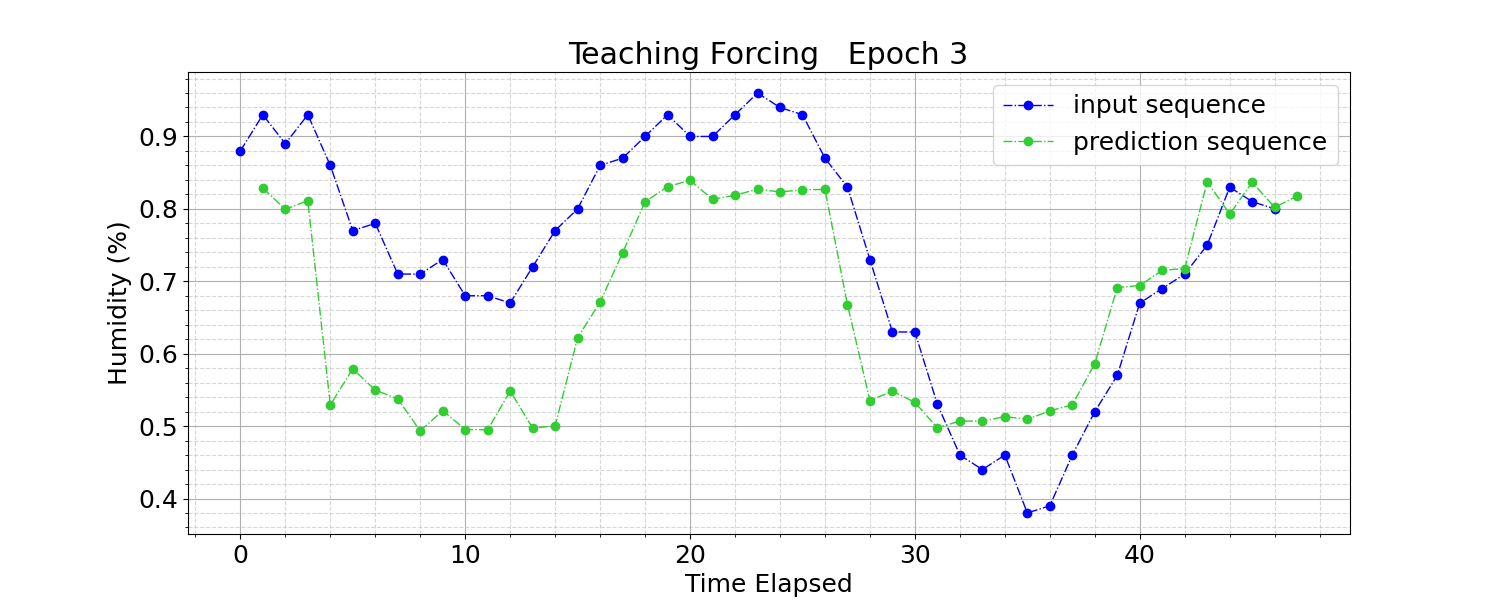 Teaching Forcing   Epoch 3
input sequence
prediction sequence
Humidity (%)
0.9
0.8
0.7
0.6
0.5
0.4
0 10 20 30 40
Time Elapsed